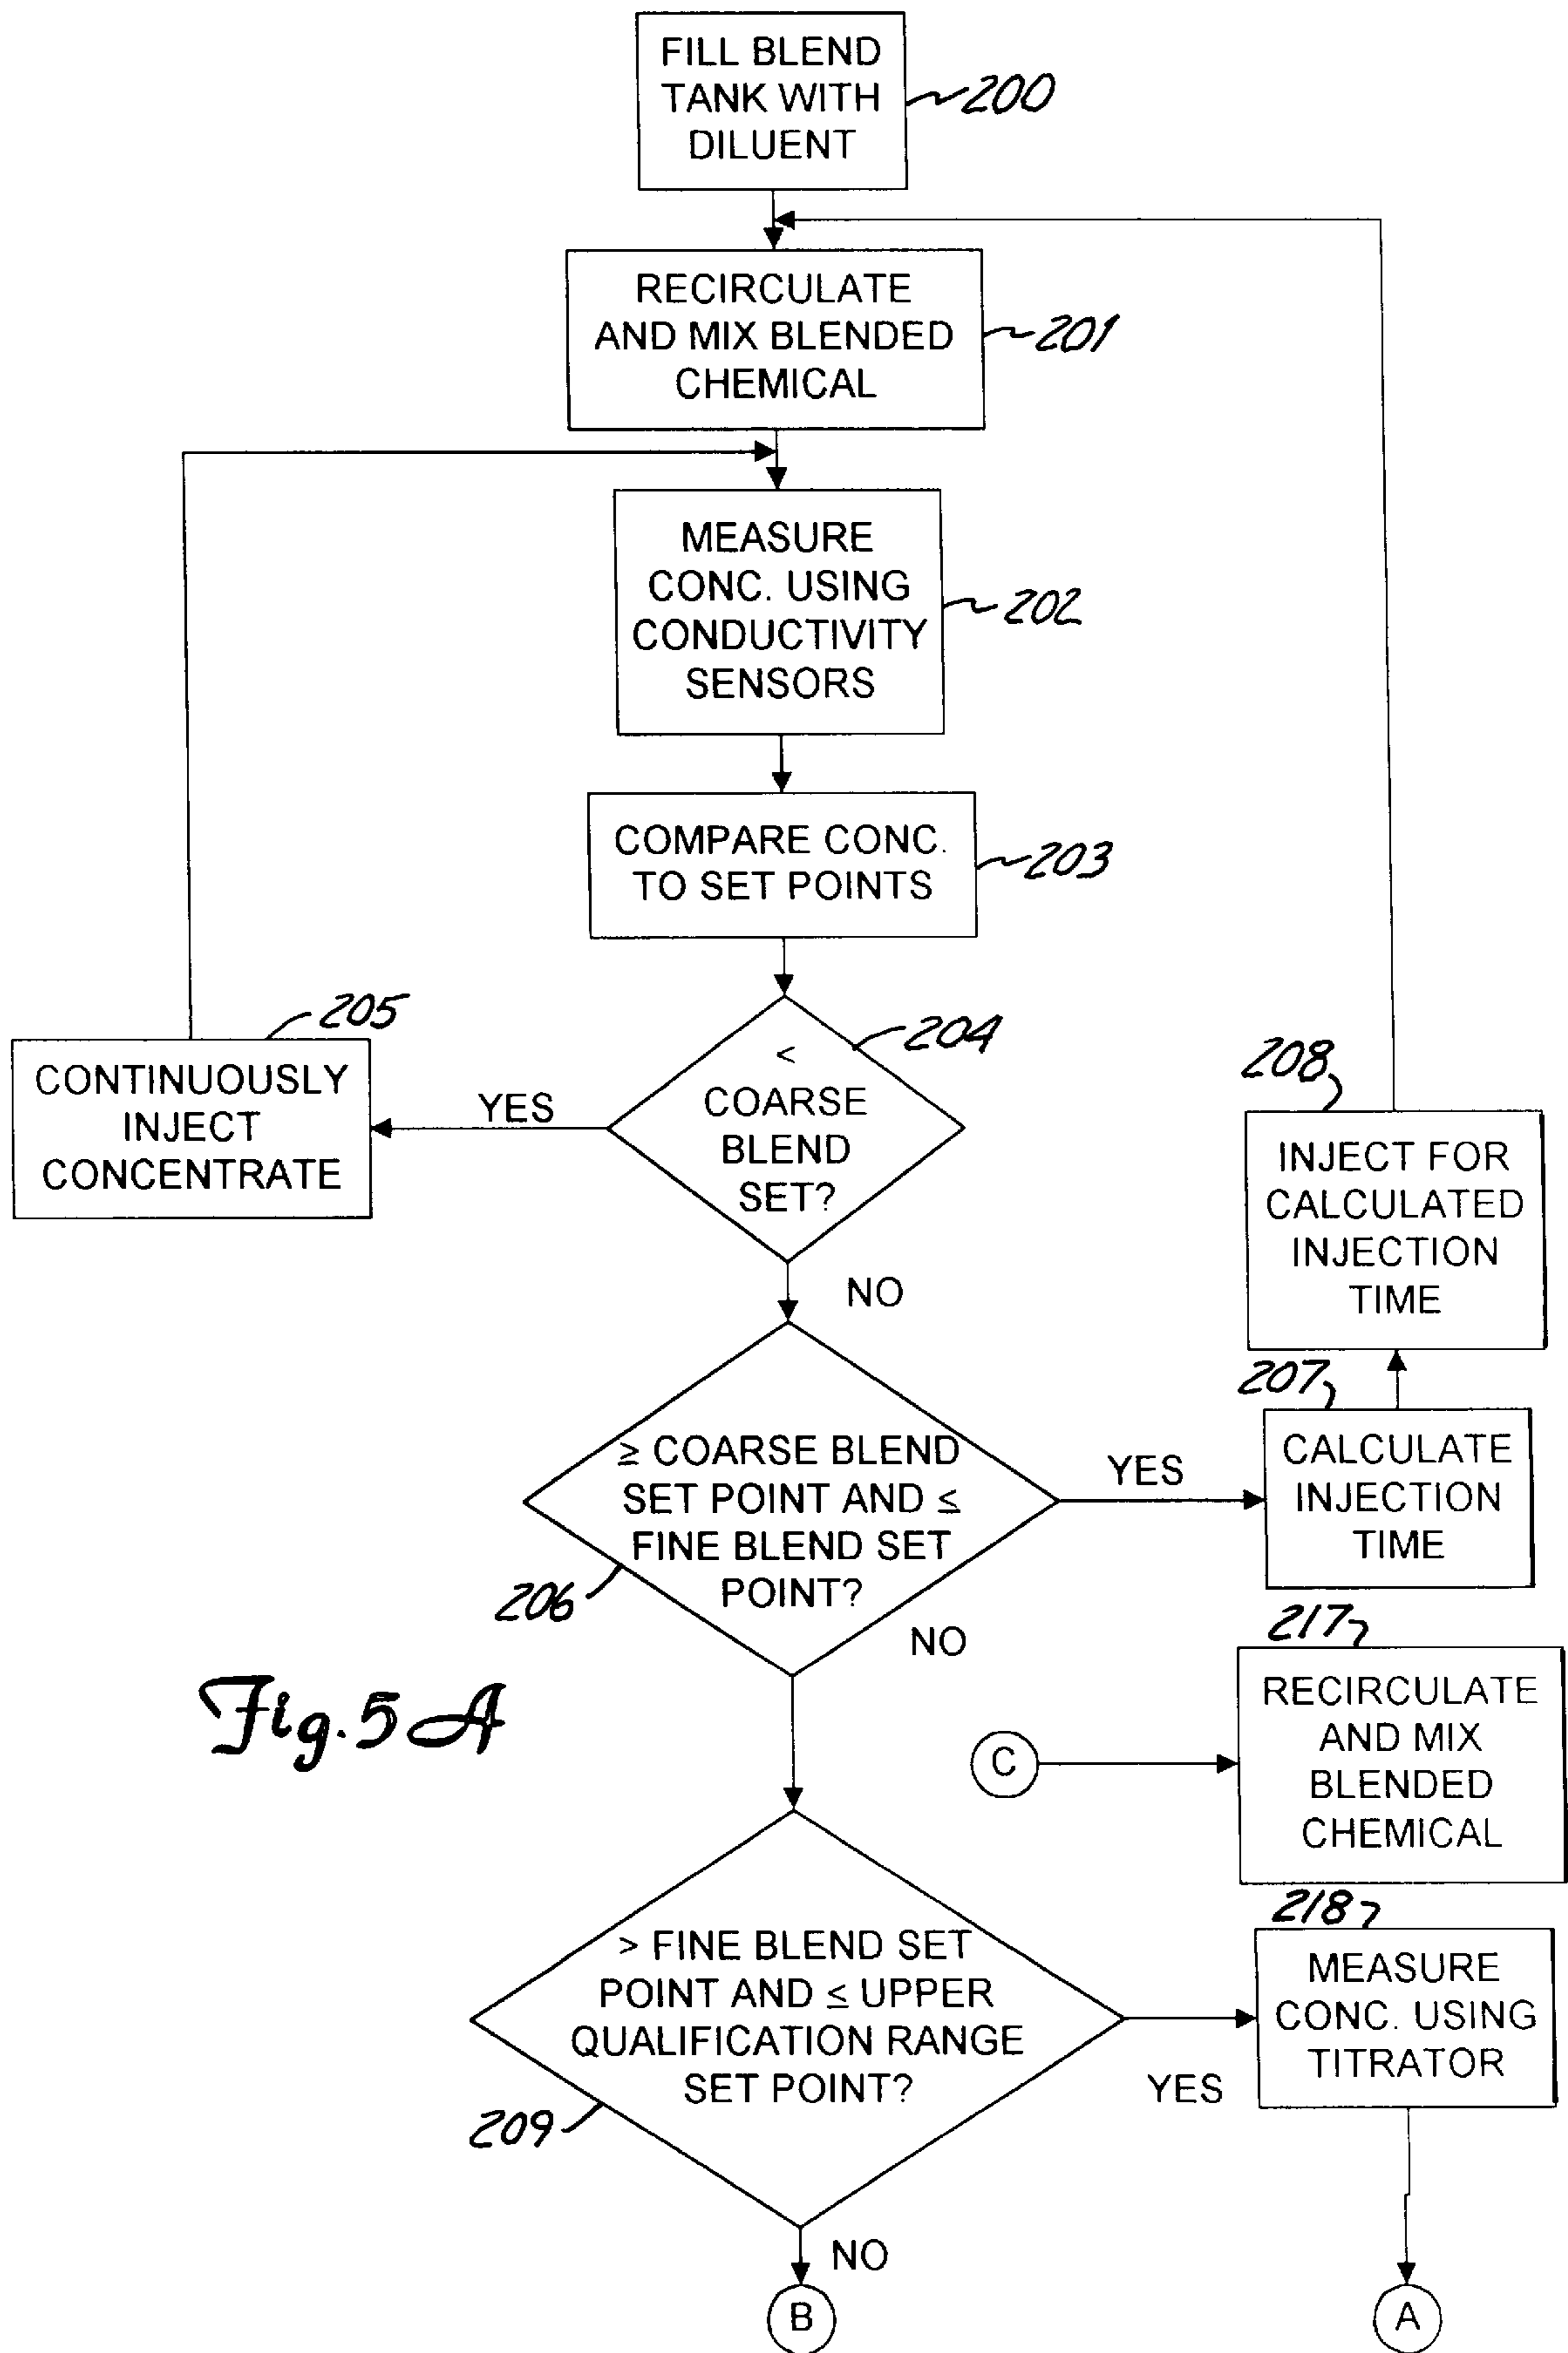 FILL BLEND
TANK WITH
DILUENT
200
RECIRCULATE
AND MIX BLENDED
CHEMICAL
201
MEASURE
CONC. USING
CONDUCTIVITY
SENSORS
202
COMPARE CONC.
TO SET POINTS
203
205
CONTINUOUSLY
INJECT
CONCENTRATE
YES
<
COARSE
BLEND
SET?
204
NO
208
INJECT FOR
CALCULATED
INJECTION
TIME
≥ COARSE BLEND
SET POINT AND ≤
FINE BLEND SET
POINT?
206
YES
207
CALCULATE
INJECTION
TIME
NO
Fig. 5 A
C
217
RECIRCULATE
AND MIX
BLENDED
CHEMICAL
> FINE BLEND SET
POINT AND ≤ UPPER
QUALIFICATION RANGE
SET POINT?
209
YES
218
MEASURE
CONC. USING
TITRATOR
NO
B
A